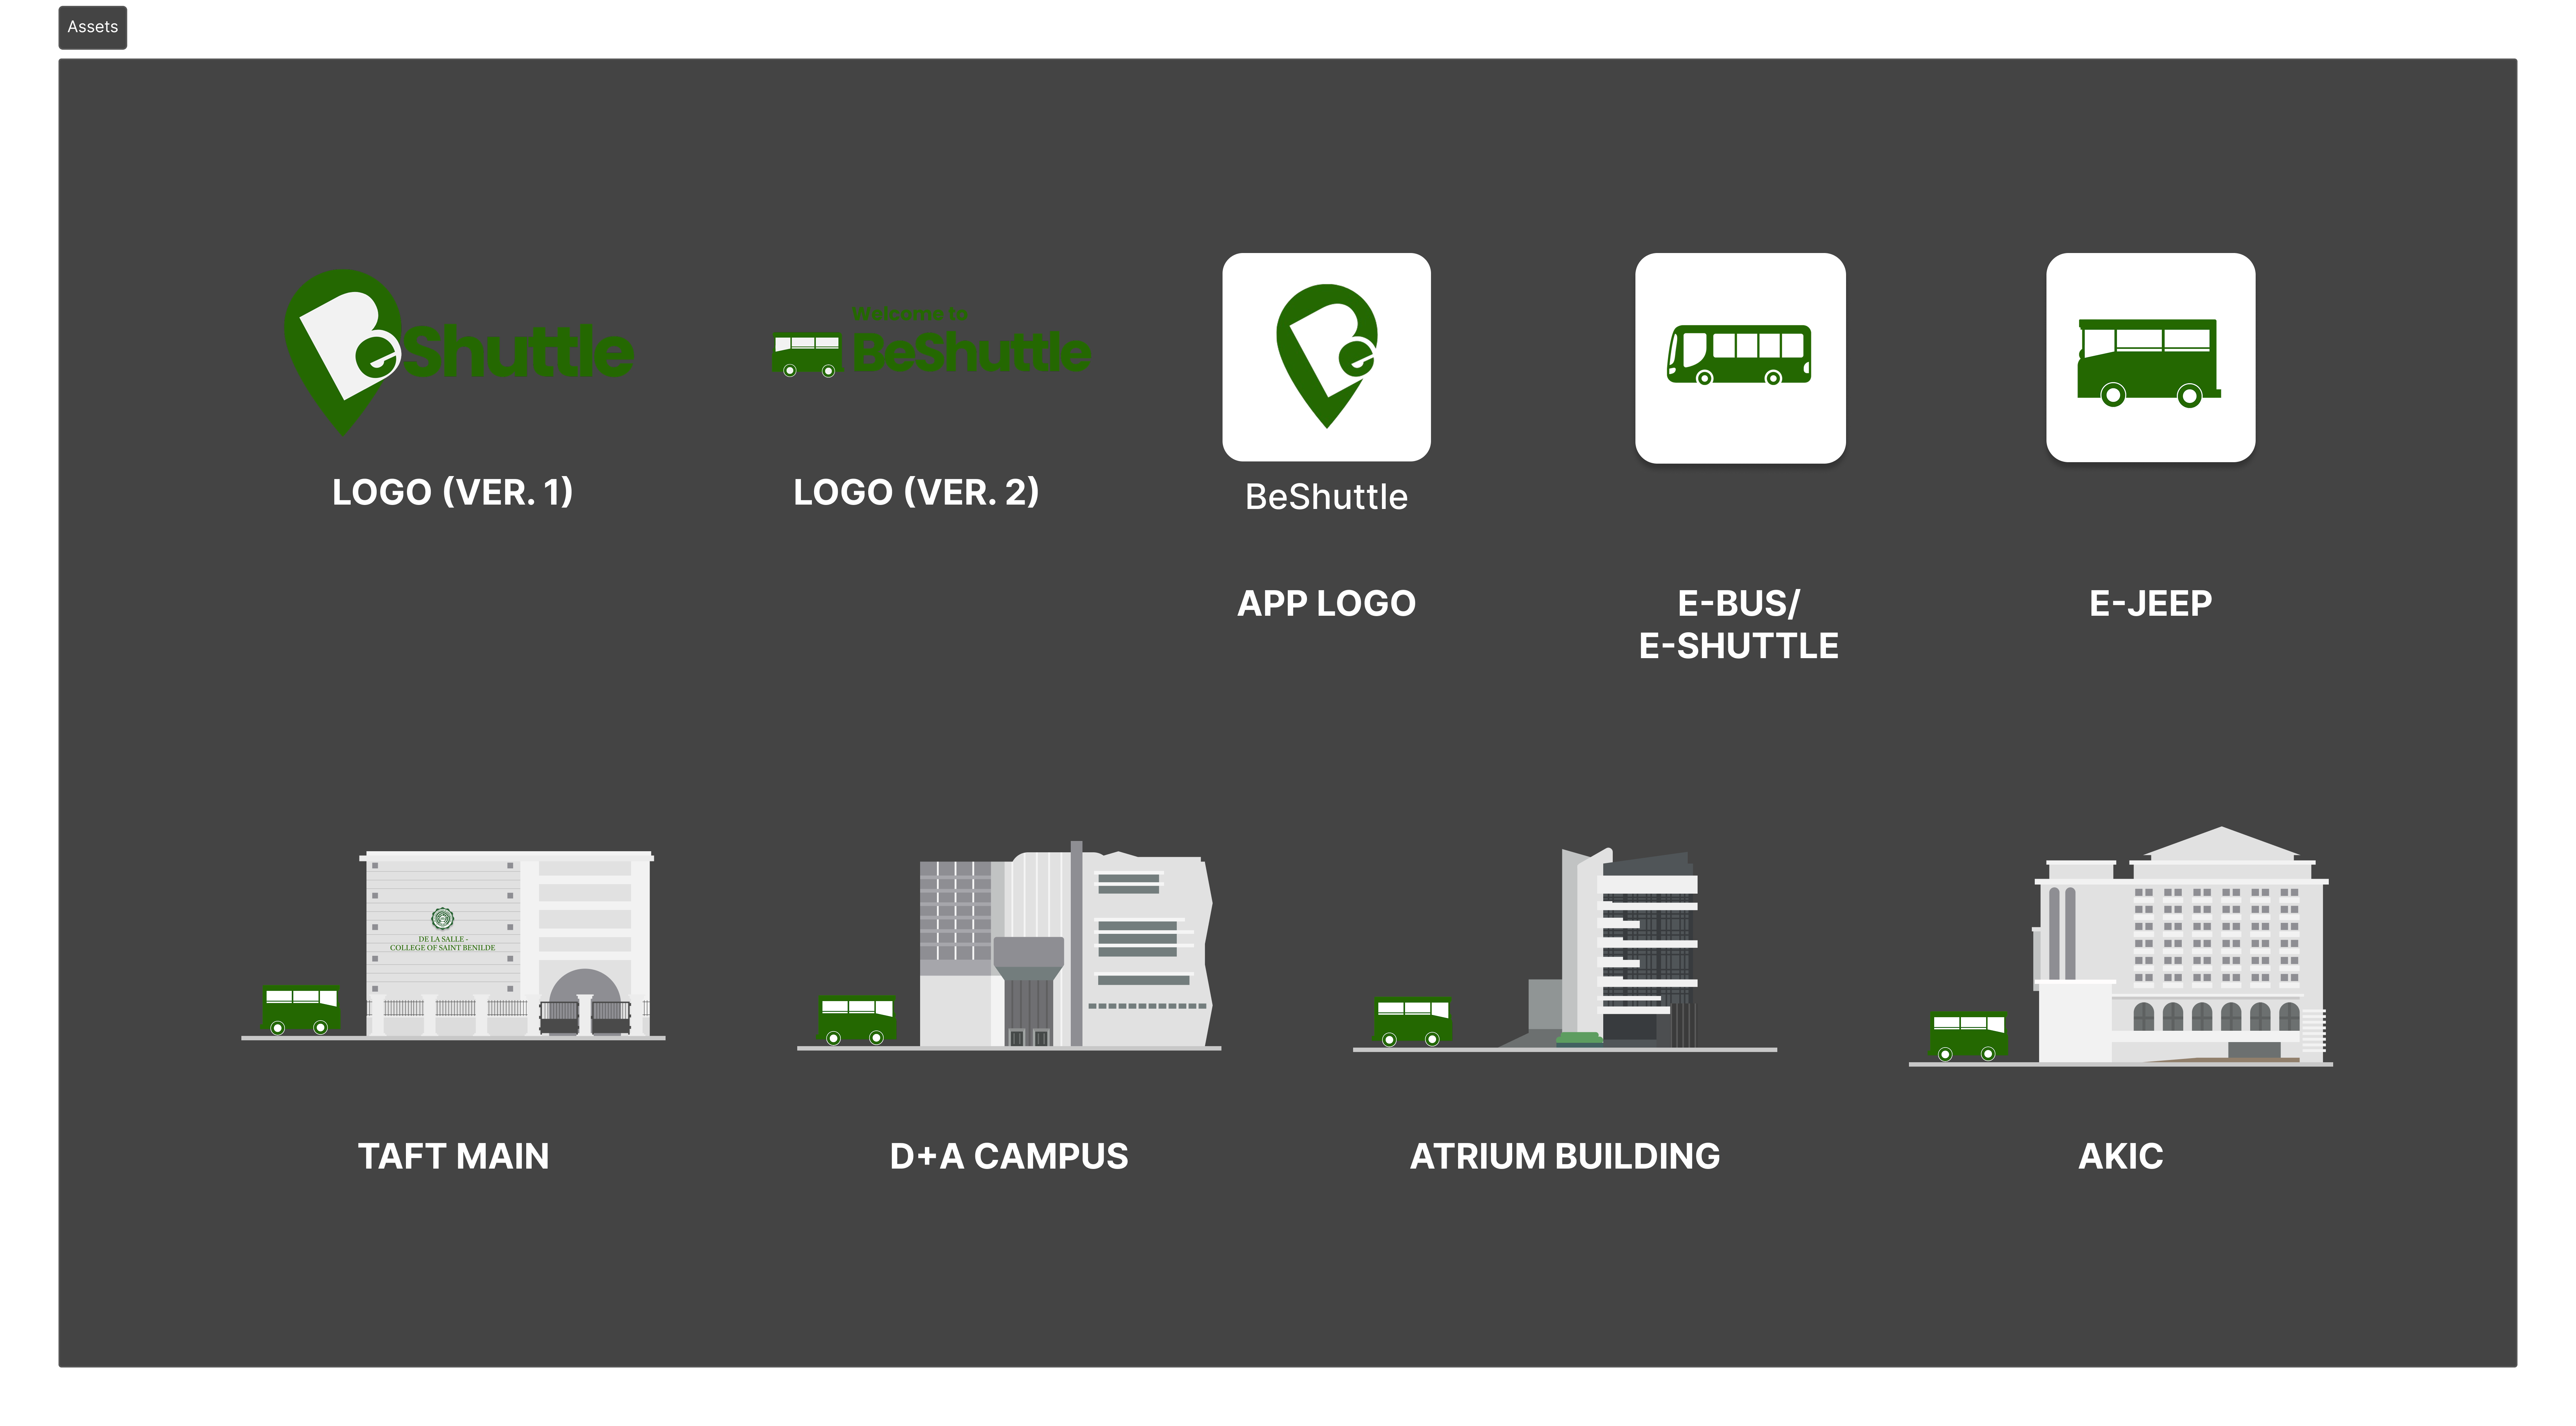 Assets
BeShuttle
Welcome to
BeShuttle
LOGO (VER. 1)
LOGO (VER. 2)
Be
BeShuttle
APP LOGO
E-BUS/
E-SHUTTLE
E-JEEP
DE LA SALLE -
COLLEGE OF SAINT BENILDE
TAFT MAIN
D+A CAMPUS
ATRIUM BUILDING
AKIC